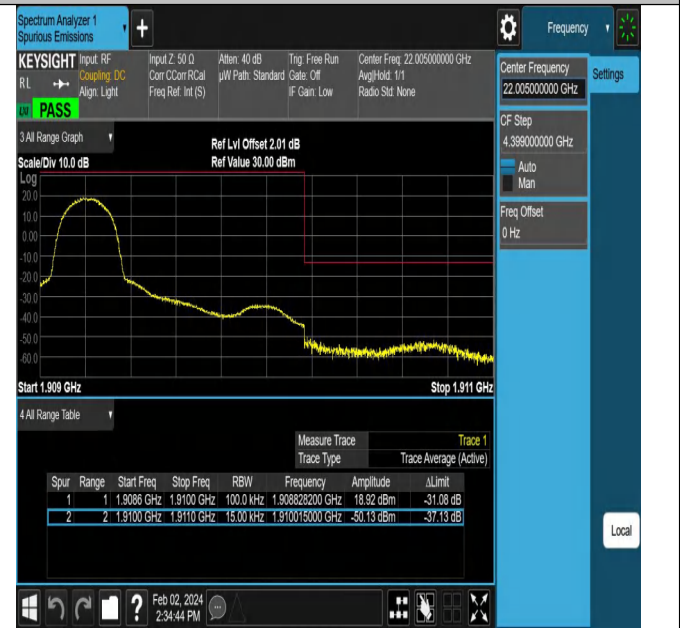 Spectrum Analyzer 1
Spurious Emissions
+
Frequency
KEYSIGHT Input: RF
RL
Coupling: DC
Align: Light
Input Z: 50 Ω
Corr CCorr RCal
Freq Ref: Int (S)
Atten: 40 dB
µW Path: Standard
Trig: Free Run
Gate: Off
IF Gain: Low
Center Freq: 22.005000000 GHz
Avg|Hold: 1/1
Radio Std: None
PASS
Center Frequency
22.005000000 GHz
Settings
CF Step
4.399000000 GHz
Auto
Man
Freq Offset
0 Hz
3 All Range Graph
Ref Lvl Offset 2.01 dB
Scale/Div 10.0 dB
Ref Value 30.00 dBm
Log
20.0
10.0
0.00
-10.0
-20.0
-30.0
-40.0
-50.0
-60.0
Start 1.909 GHz
Stop 1.911 GHz
4 All Range Table
Measure Trace Trace 1
Trace Type Trace Average (Active)
Spur Range Start Freq Stop Freq RBW Frequency Amplitude ΔLimit
1 1 1.9086 GHz 1.9100 GHz 100.0 kHz 1.908828200 GHz 18.92 dBm -31.08 dB
2 2 1.9100 GHz 1.9110 GHz 15.00 kHz 1.910015000 GHz -50.13 dBm -37.13 dB
Local
?
Feb 02, 2024
2:34:44 PM